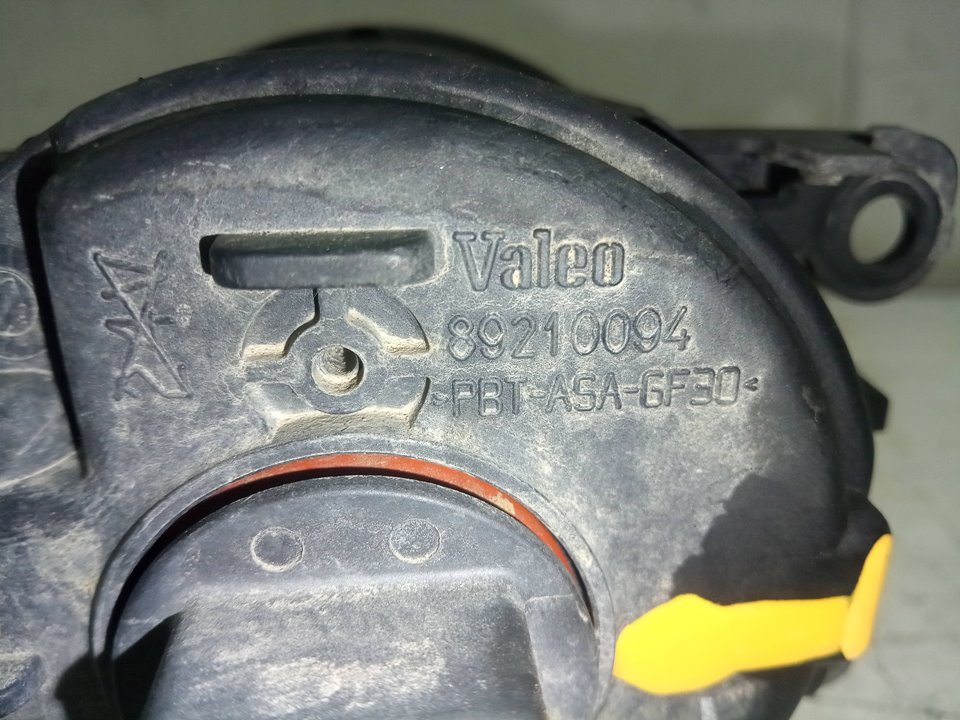 Valeo
89210094
>PBT-ASA-GF30<